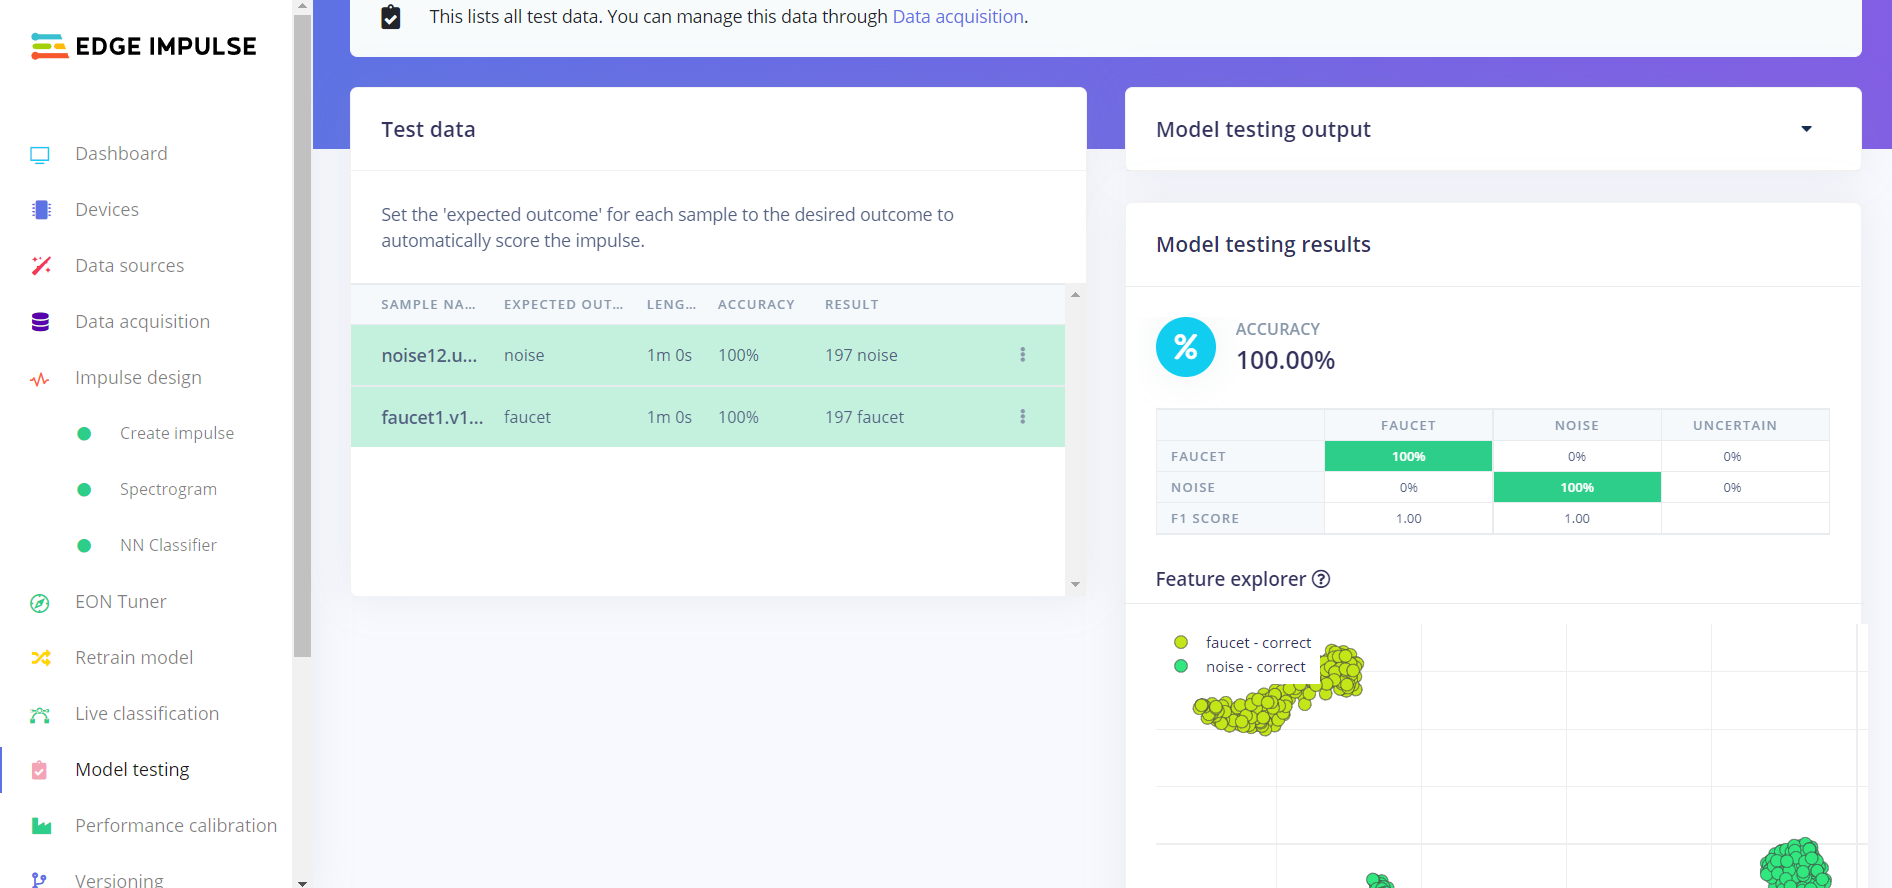 EDGE IMPULSE
Dashboard
Devices
Data sources
Data acquisition
Impulse design
Create impulse
Spectrogram
NN Classifier
EON Tuner
Retrain model
Live classification
Model testing
Performance calibration
Versioning
This lists all test data. You can manage this data through Data acquisition.
Test data
Set the 'expected outcome' for each sample to the desired outcome to
automatically score the impulse.
SAMPLE NA... EXPECTED OUT... LENG... ACCURACY RESULT
noise12.u... noise 1m 0s 100% 197 noise
faucet1.v1... faucet 1m 0s 100% 197 faucet
Model testing output
Model testing results
%
ACCURACY
100.00%
FAUCET NOISE UNCERTAIN
FAUCET 100% 0% 0%
NOISE 0% 100% 0%
F1 SCORE 1.00 1.00
Feature explorer ?
faucet - correct
noise - correct